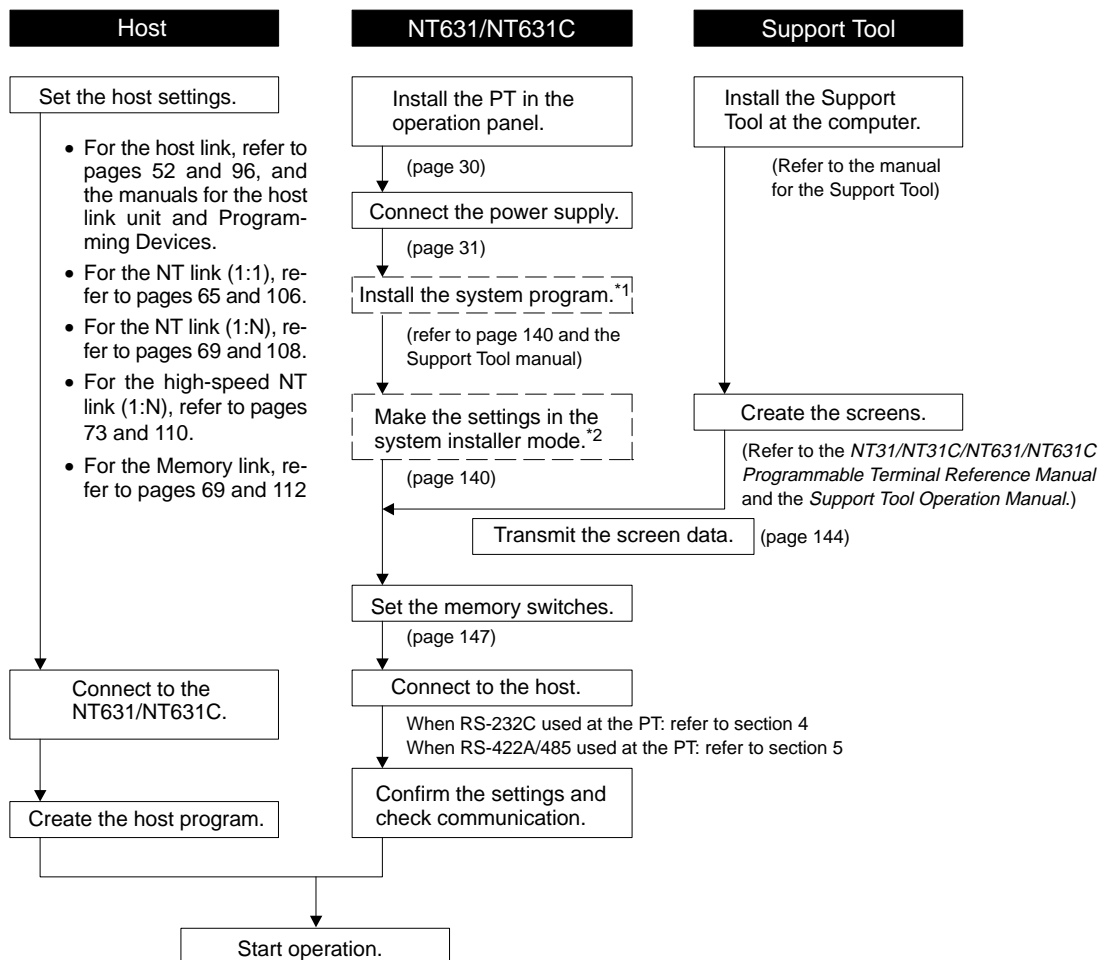 Host
NT631/NT631C
Support Tool
Set the host settings.
• For the host link, refer to
pages 52 and 96, and
the manuals for the host
link unit and Program-
ming Devices.
• For the NT link (1:1), re-
fer to pages 65 and 106.
• For the NT link (1:N), re-
fer to pages 69 and 108.
• For the high-speed NT
link (1:N), refer to pages
73 and 110.
• For the Memory link, re-
fer to pages 69 and 112
Connect to the
NT631/NT631C.
Create the host program.
Install the PT in the
operation panel.
(page 30)
Connect the power supply.
(page 31)
Install the system program.*1
(refer to page 140 and the
Support Tool manual)
Make the settings in the
system installer mode.*2
(page 140)
Install the Support
Tool at the computer.
(Refer to the manual
for the Support Tool)
Create the screens.
(Refer to the NT31/NT31C/NT631/NT631C
Programmable Terminal Reference Manual
and the Support Tool Operation Manual.)
Transmit the screen data.
(page 144)
Set the memory switches.
(page 147)
Connect to the host.
When RS-232C used at the PT: refer to section 4
When RS-422A/485 used at the PT: refer to section 5
Confirm the settings and
check communication.
Start operation.